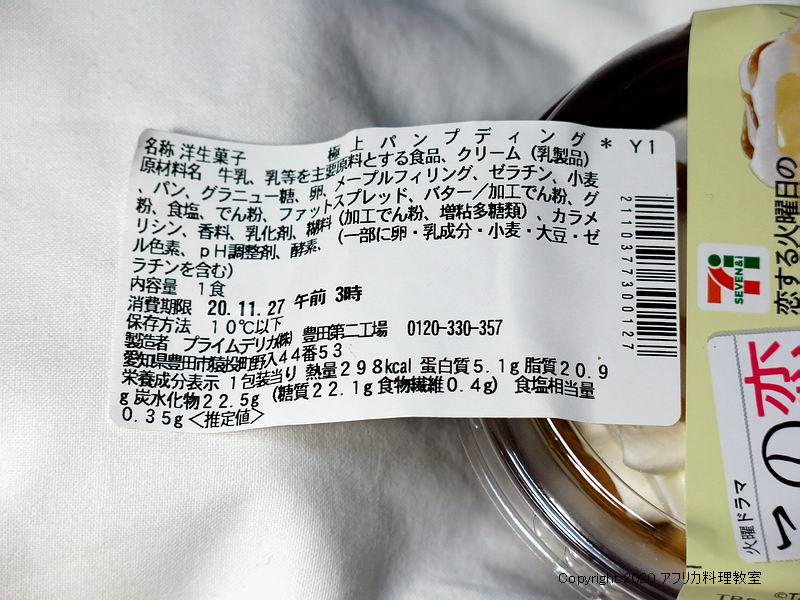 名称 洋生菓子 極上パンプディング * Y1
原材料名 牛乳、乳等を主要原料とする食品、クリーム(乳製品)
、パン、グラニュー糖、卵、メープルフィリング、ゼラチン、小麦
粉、食塩、でん粉、ファットスプレッド、バター/加工でん粉、グ
リシン、香料、乳化剤、糊料(加工でん粉、増粘多糖類)、カラメ
ル色素、pH調整剤、酵素、(一部に卵・乳成分・小麦・大豆・ゼ
ラチンを含む)
内容量 1食
消費期限 20.11.27 午前 3時
保存方法 10℃以下
製造者 プライムデリカ㈱ 豊田第二工場 0120-330-357
愛知県豊田市猿投町野入44番53
栄養成分表示 1包装当り 熱量298kcal 蛋白質5.1g 脂質20.9
g 炭水化物22.5g (糖質22.1g 食物繊維0.4g) 食塩相当量
0.35g<推定値>
2110377300127
SEVEN&i
恋する火曜日の
恋
の
火曜ドラマ
Copyright 2020 アフリカ料理教室